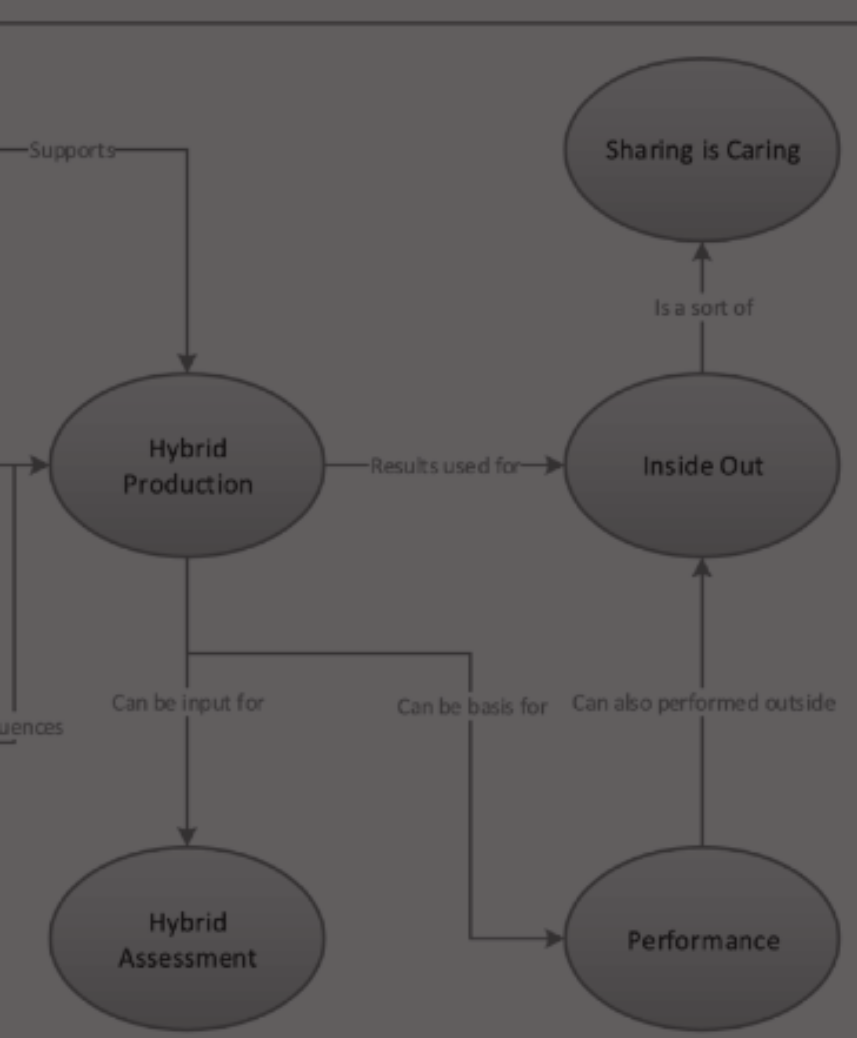 Supports
Sharing is Caring
Is a sort of
Hybrid
Production
Results used for
Inside Out
Can be input for
Can be basis for
Can also performed outside
uences
Hybrid
Assessment
Performance